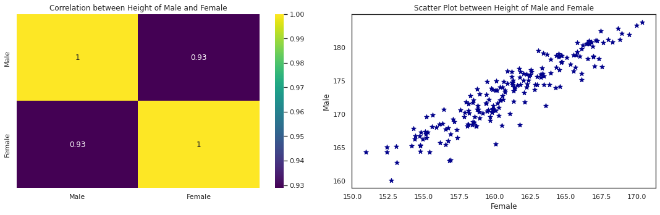 Correlation between Height of Male and Female
Male
Female
1
0.93
0.93
1
Male
Female
1.00
0.99
0.98
0.97
0.96
0.95
0.94
0.93
Scatter Plot between Height of Male and Female
Male
180
175
170
165
160
150.0 152.5 155.0 157.5 160.0 162.5 165.0 167.5 170.0
Female